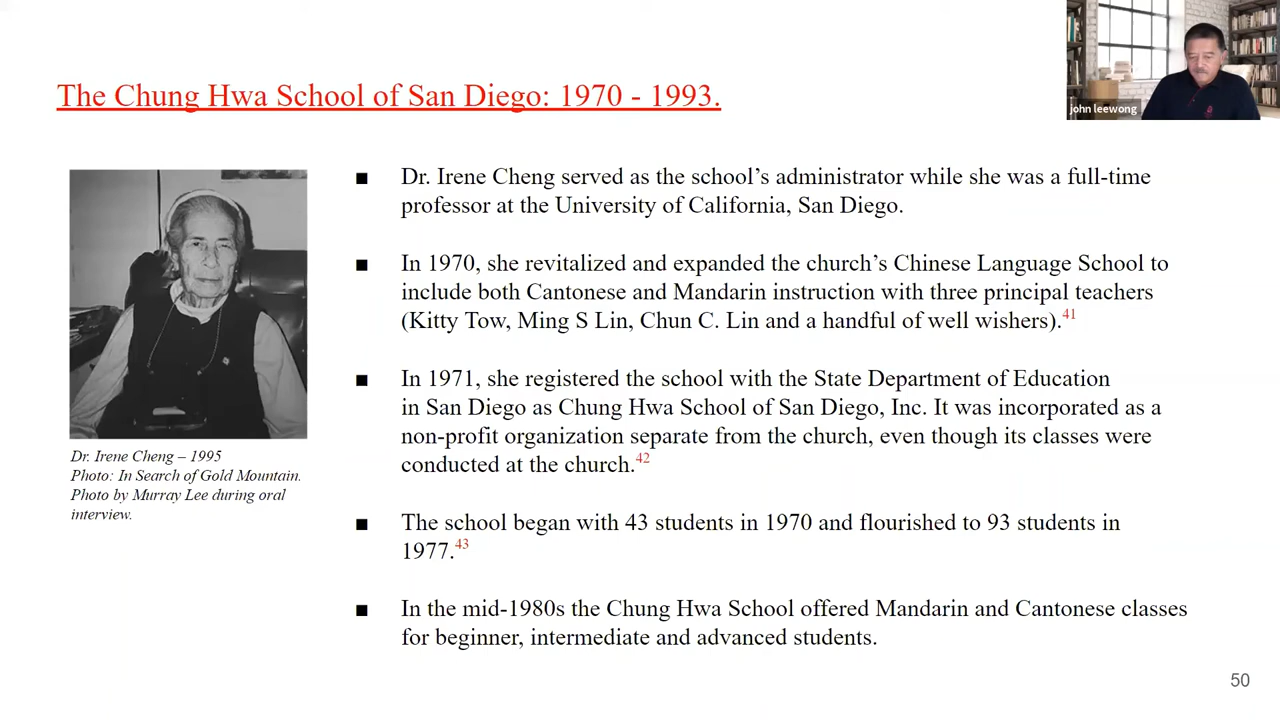 john leewong
The Chung Hwa School of San Diego: 1970 - 1993.
Dr. Irene Cheng – 1995
Photo: In Search of Gold Mountain.
Photo by Murray Lee during oral
interview.
■ Dr. Irene Cheng served as the school’s administrator while she was a full-time
professor at the University of California, San Diego.
■ In 1970, she revitalized and expanded the church’s Chinese Language School to
include both Cantonese and Mandarin instruction with three principal teachers
(Kitty Tow, Ming S Lin, Chun C. Lin and a handful of well wishers).41
■ In 1971, she registered the school with the State Department of Education
in San Diego as Chung Hwa School of San Diego, Inc. It was incorporated as a
non-profit organization separate from the church, even though its classes were
conducted at the church.42
■ The school began with 43 students in 1970 and flourished to 93 students in
1977.43
■ In the mid-1980s the Chung Hwa School offered Mandarin and Cantonese classes
for beginner, intermediate and advanced students.
50